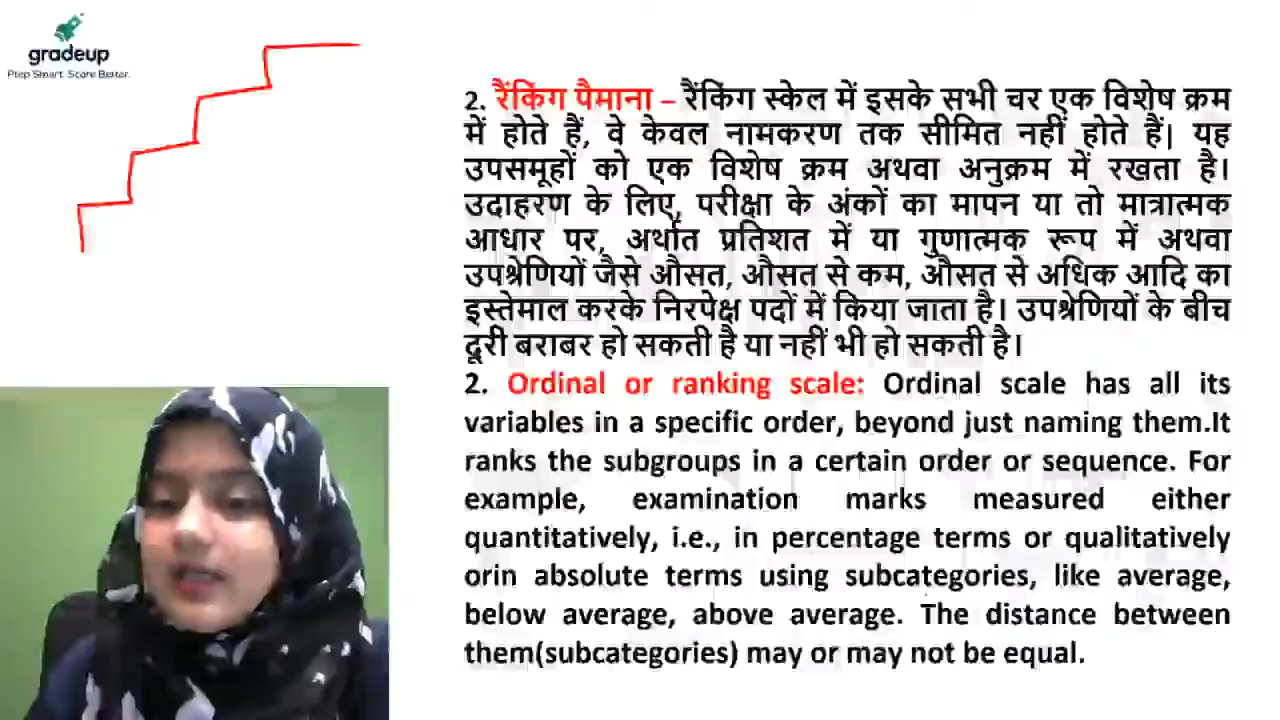 gradeup
Prep Smart. Score Better.
2. रैंकिंग पैमाना – रैंकिंग स्केल में इसके सभी चर एक विशेष क्रम
में होते हैं, वे केवल नामकरण तक सीमित नहीं होते हैं| यह
उपसमूहों को एक विशेष क्रम अथवा अनुक्रम में रखता है।
उदाहरण के लिए, परीक्षा के अंकों का मापन या तो मात्रात्मक
आधार पर, अर्थात प्रतिशत में या गुणात्मक रूप में अथवा
उपश्रेणियों जैसे औसत, औसत से कम, औसत से अधिक आदि का
इस्तेमाल करके निरपेक्ष पदों में किया जाता है। उपश्रेणियों के बीच
दूरी बराबर हो सकती है या नहीं भी हो सकती है।
2. Ordinal or ranking scale: Ordinal scale has all its
variables in a specific order, beyond just naming them.It
ranks the subgroups in a certain order or sequence. For
example, examination marks measured either
quantitatively, i.e., in percentage terms or qualitatively
orin absolute terms using subcategories, like average,
below average, above average. The distance between
them(subcategories) may or may not be equal.